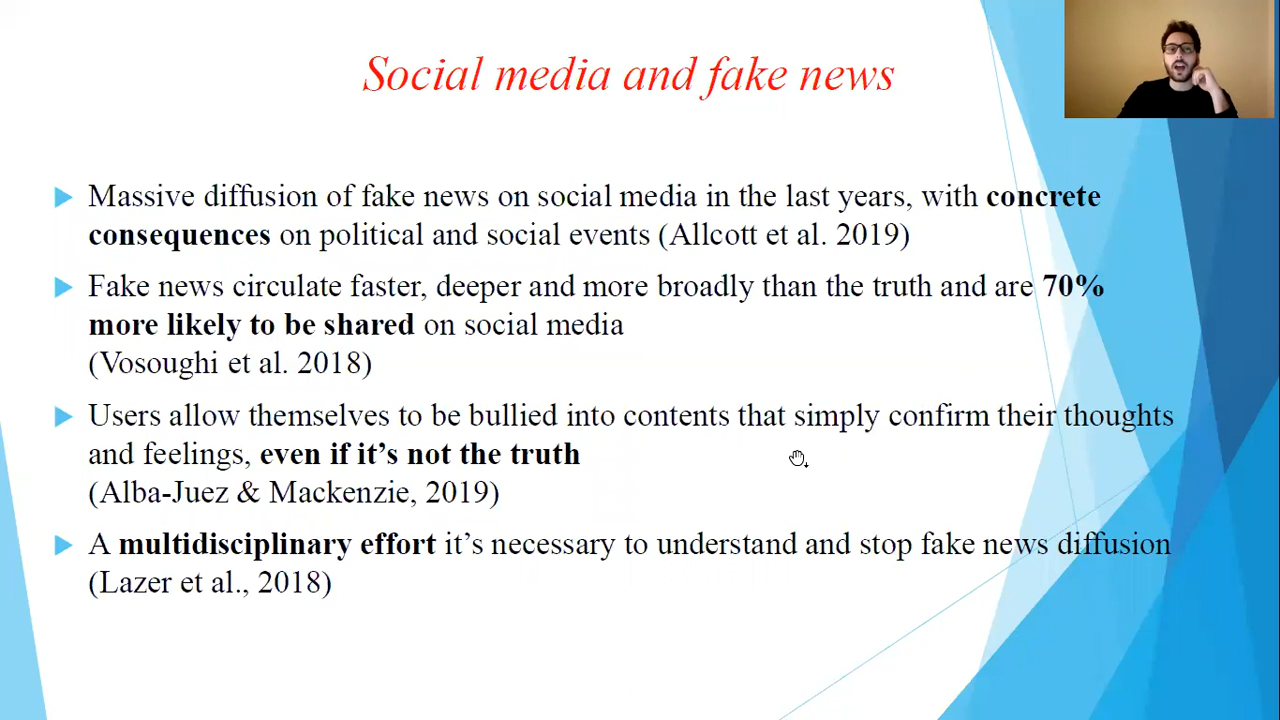 Social media and fake news
Massive diffusion of fake news on social media in the last years, with concrete
consequences on political and social events (Allcott et al. 2019)
Fake news circulate faster, deeper and more broadly than the truth and are 70%
more likely to be shared on social media
(Vosoughi et al. 2018)
Users allow themselves to be bullied into contents that simply confirm their thoughts
and feelings, even if it’s not the truth
(Alba-Juez & Mackenzie, 2019)
A multidisciplinary effort it’s necessary to understand and stop fake news diffusion
(Lazer et al., 2018)